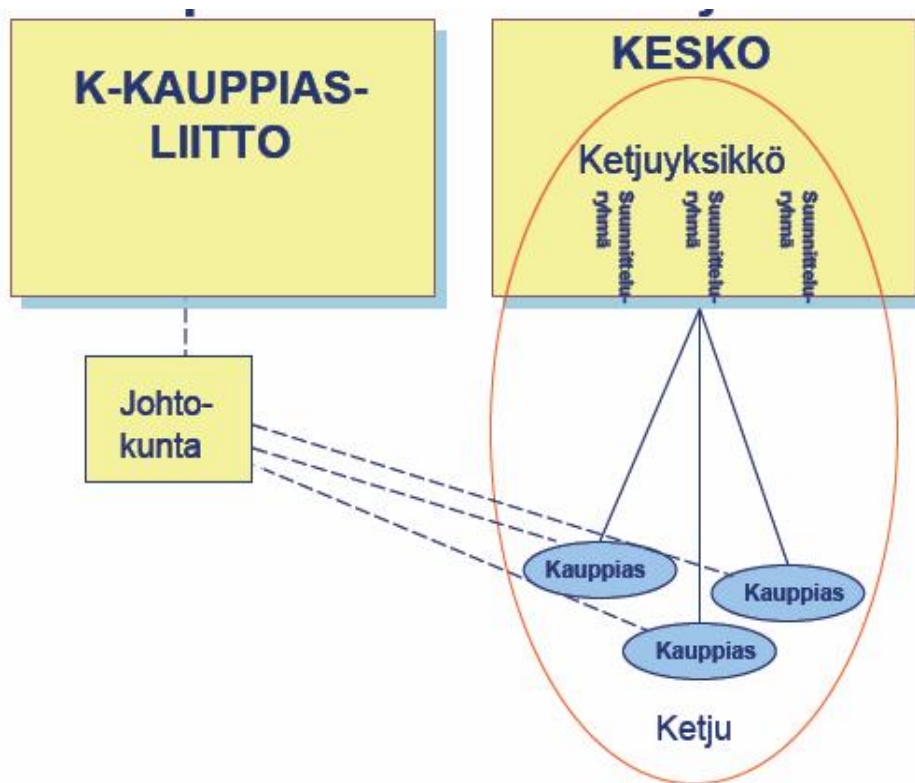 K-KAUPPIAS-
LIITTO
KESKO
Ketjuyksikkö
Suunnittelu-
ryhmä
Suunnittelu-
ryhmä
Suunnittelu-
ryhmä
Johto-
kunta
Kauppias
Kauppias
Kauppias
Ketju